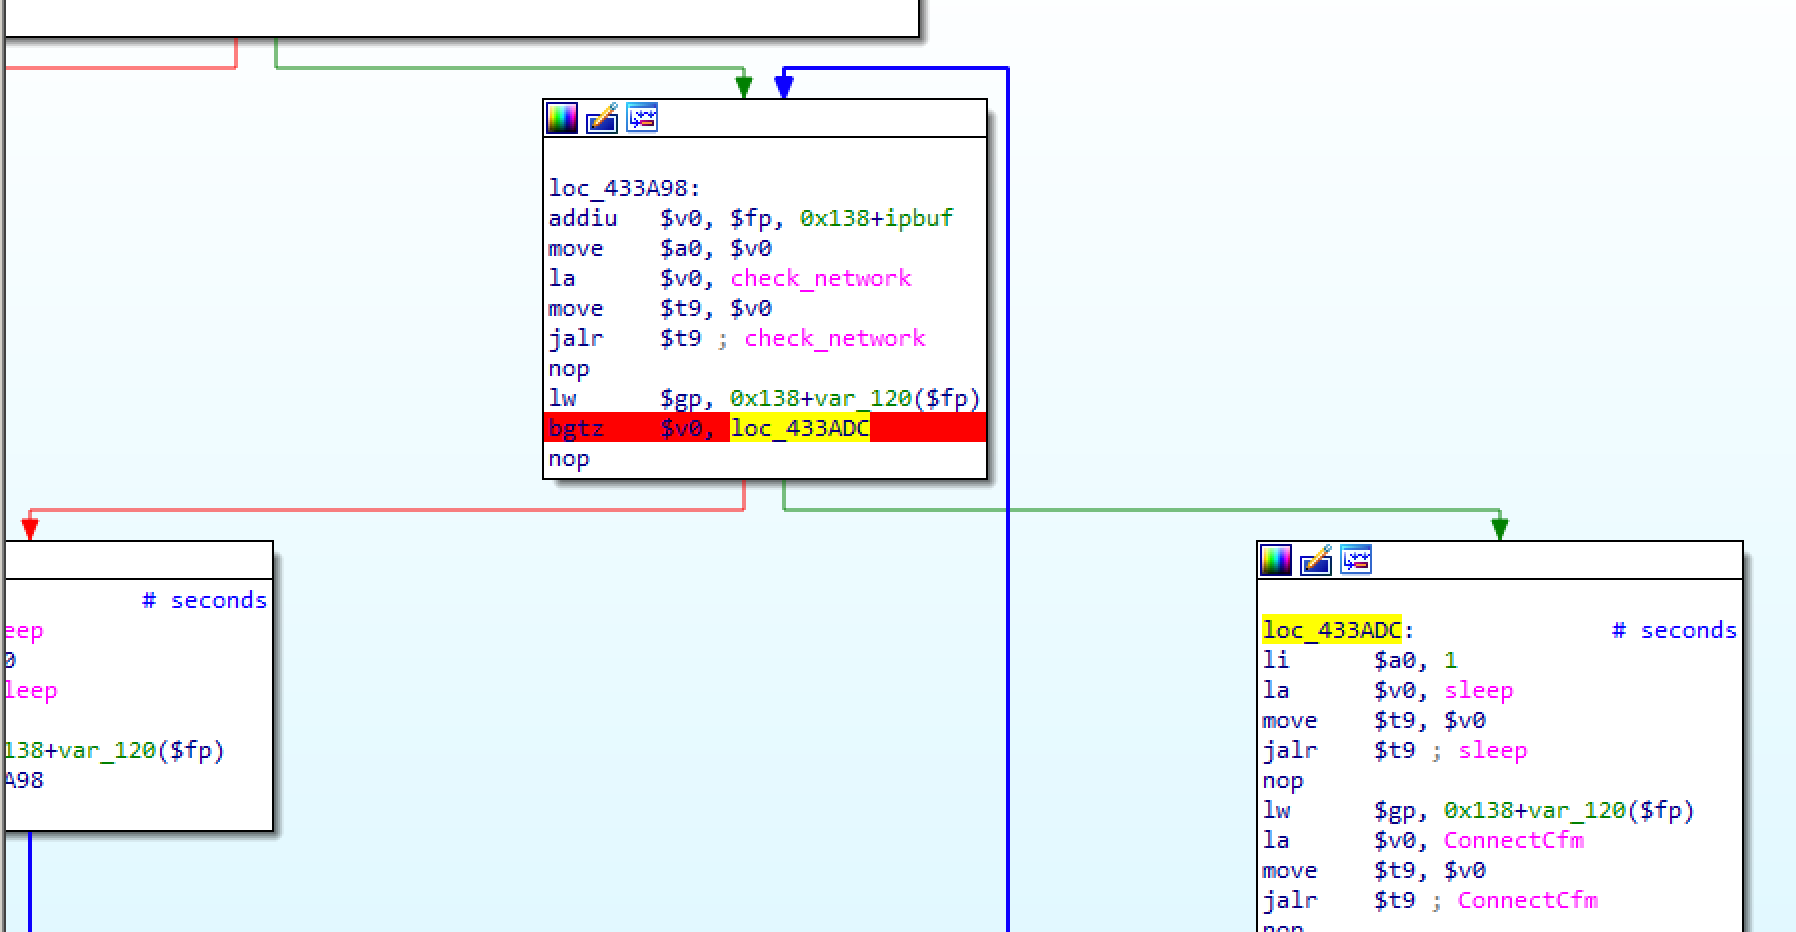 loc_433A98:
addiu $v0, $fp, 0x138+ipbuf
move $a0, $v0
la $v0, check_network
move $t9, $v0
jalr $t9 ; check_network
nop
lw $gp, 0x138+var_120($fp)
bgtz $v0, loc_433ADC
nop
# seconds
eep
0
leep
138+var_120($fp)
A98
loc_433ADC: # seconds
li $a0, 1
la $v0, sleep
move $t9, $v0
jalr $t9 ; sleep
nop
lw $gp, 0x138+var_120($fp)
la $v0, ConnectCfm
move $t9, $v0
jalr $t9 ; ConnectCfm
nop